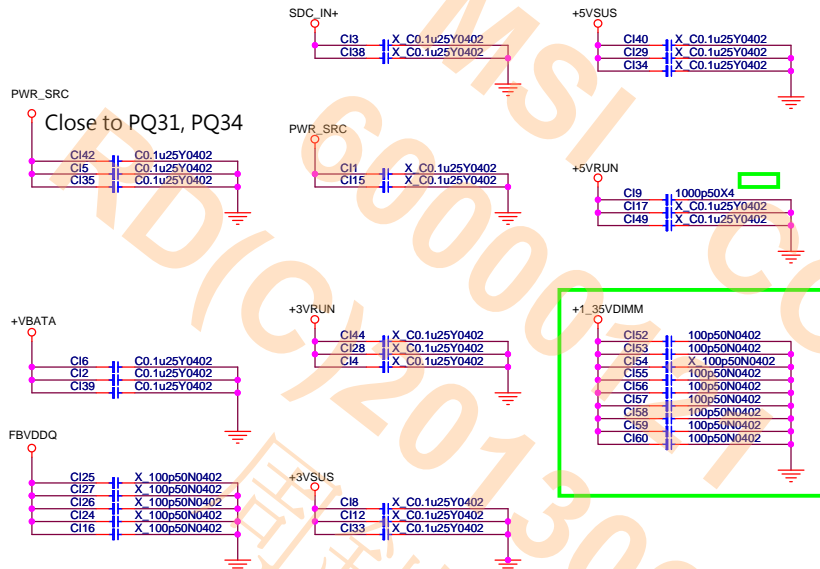 SDC_IN+
CI3 X_C0.1u25Y0402
CI38 X_C0.1u25Y0402
+5VSUS
CI40 X_C0.1u25Y0402
CI29 X_C0.1u25Y0402
CI34 X_C0.1u25Y0402
PWR_SRC
Close to PQ31, PQ34
CI42 C0.1u25Y0402
CI5 C0.1u25Y0402
CI35 C0.1u25Y0402
PWR_SRC
CI1 X_C0.1u25Y0402
CI15 X_C0.1u25Y0402
+5VRUN
CI9 1000p50X4
CI17 X_C0.1u25Y0402
CI49 X_C0.1u25Y0402
+VBATA
CI6 C0.1u25Y0402
CI2 C0.1u25Y0402
CI39 C0.1u25Y0402
+3VRUN
CI44 X_C0.1u25Y0402
CI28 X_C0.1u25Y0402
CI4 X_C0.1u25Y0402
+1_35VDIMM
CI52 100p50N0402
CI53 100p50N0402
CI54 X_100p50N0402
CI55 100p50N0402
CI56 100p50N0402
CI57 100p50N0402
CI58 100p50N0402
CI59 100p50N0402
CI60 100p50N0402
FBVDDQ
CI25 X_100p50N0402
CI27 X_100p50N0402
CI26 X_100p50N0402
CI24 X_100p50N0402
CI16 X_100p50N0402
+3VSUS
CI8 X_C0.1u25Y0402
CI12 X_C0.1u25Y0402
CI33 X_C0.1u25Y0402
MSI
RD(C)20130